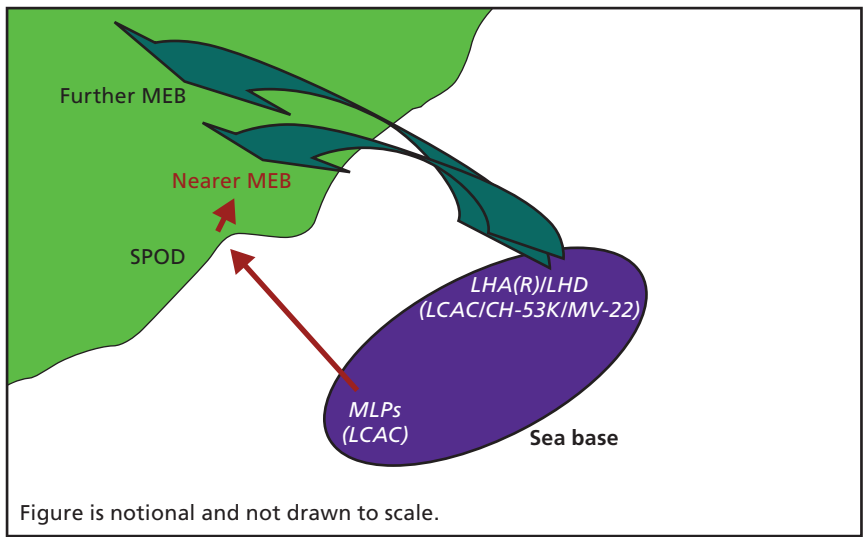 Further MEB
Nearer MEB
SPOD
LHA(R)/LHD
(LCAC/CH-53K/MV-22)
MLPs
(LCAC)
Sea base
Figure is notional and not drawn to scale.